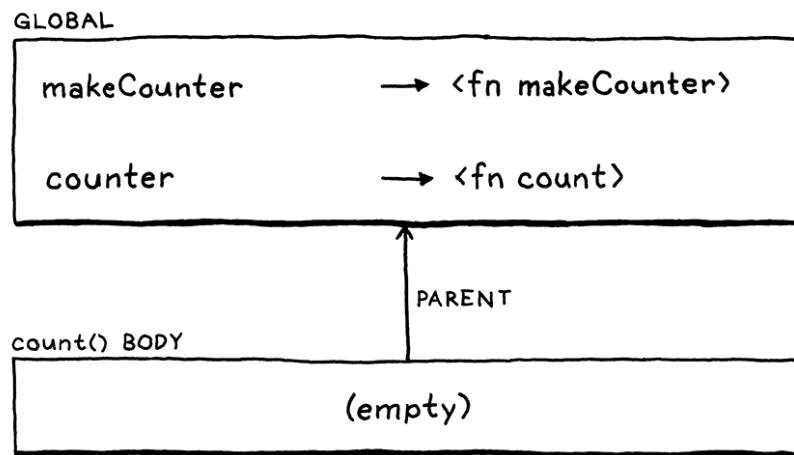 GLOBAL
makeCounter → <fn makeCounter>
counter → <fn count>
PARENT
count() BODY
(empty)